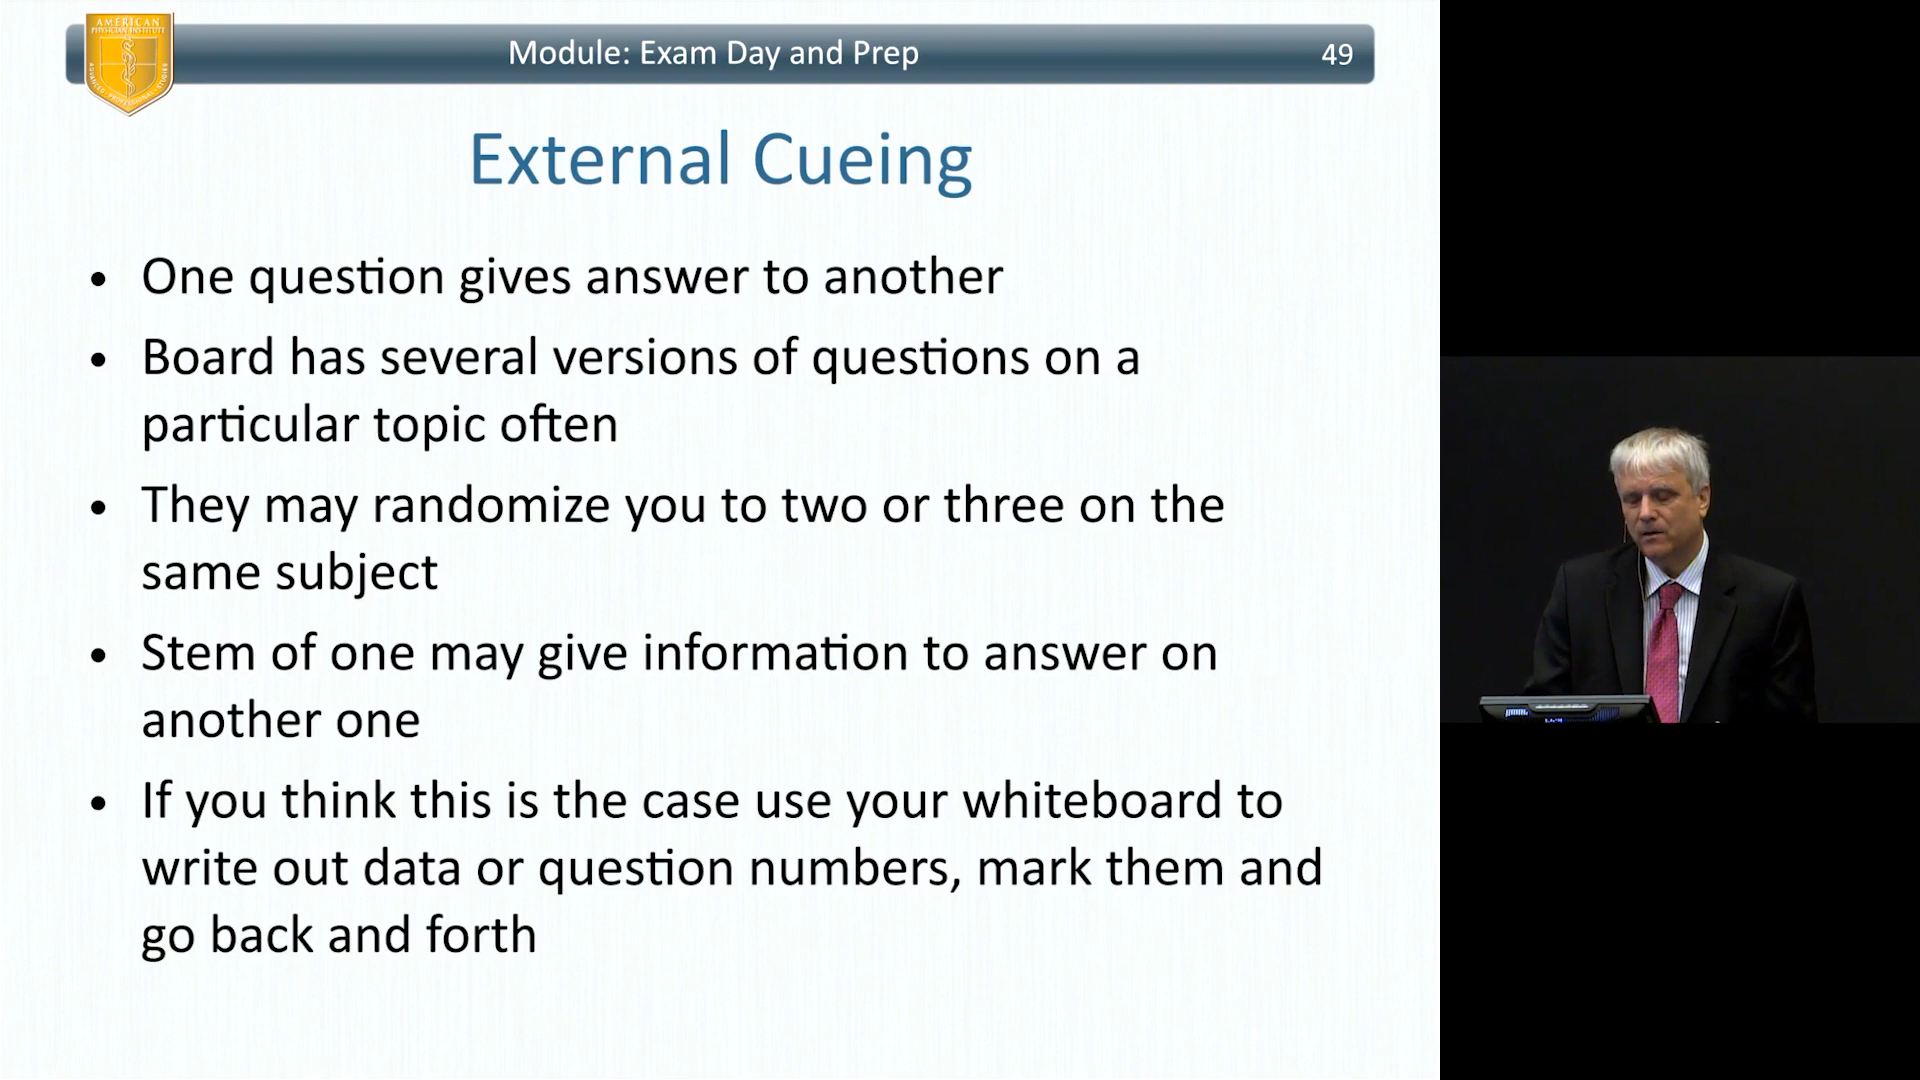 AMERICAN
PHYSICIAN INSTITUTE
Module: Exam Day and Prep
49
External Cueing
• One question gives answer to another
• Board has several versions of questions on a
particular topic often
• They may randomize you to two or three on the
same subject
• Stem of one may give information to answer on
another one
• If you think this is the case use your whiteboard to
write out data or question numbers, mark them and
go back and forth